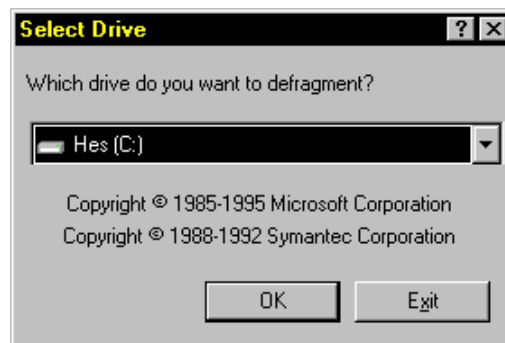 Select Drive
Which drive do you want to defragment?
Hes (C:)
Copyright © 1985-1995 Microsoft Corporation
Copyright © 1988-1992 Symantec Corporation
OK Exit